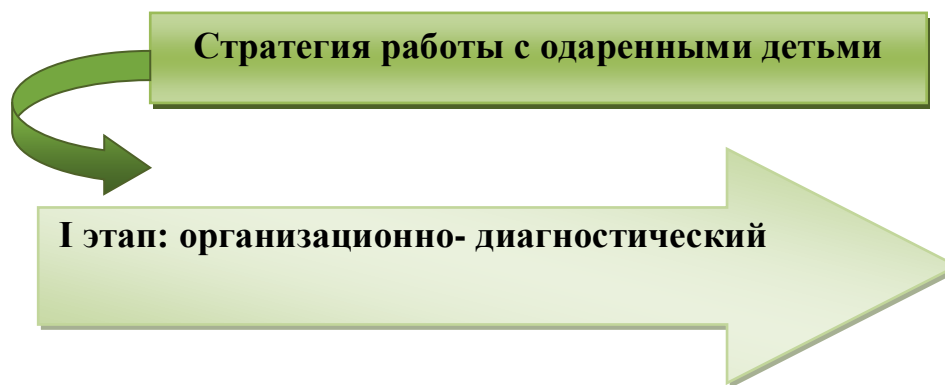 Стратегия работы с одаренными детьми
I этап: организационно- диагностический